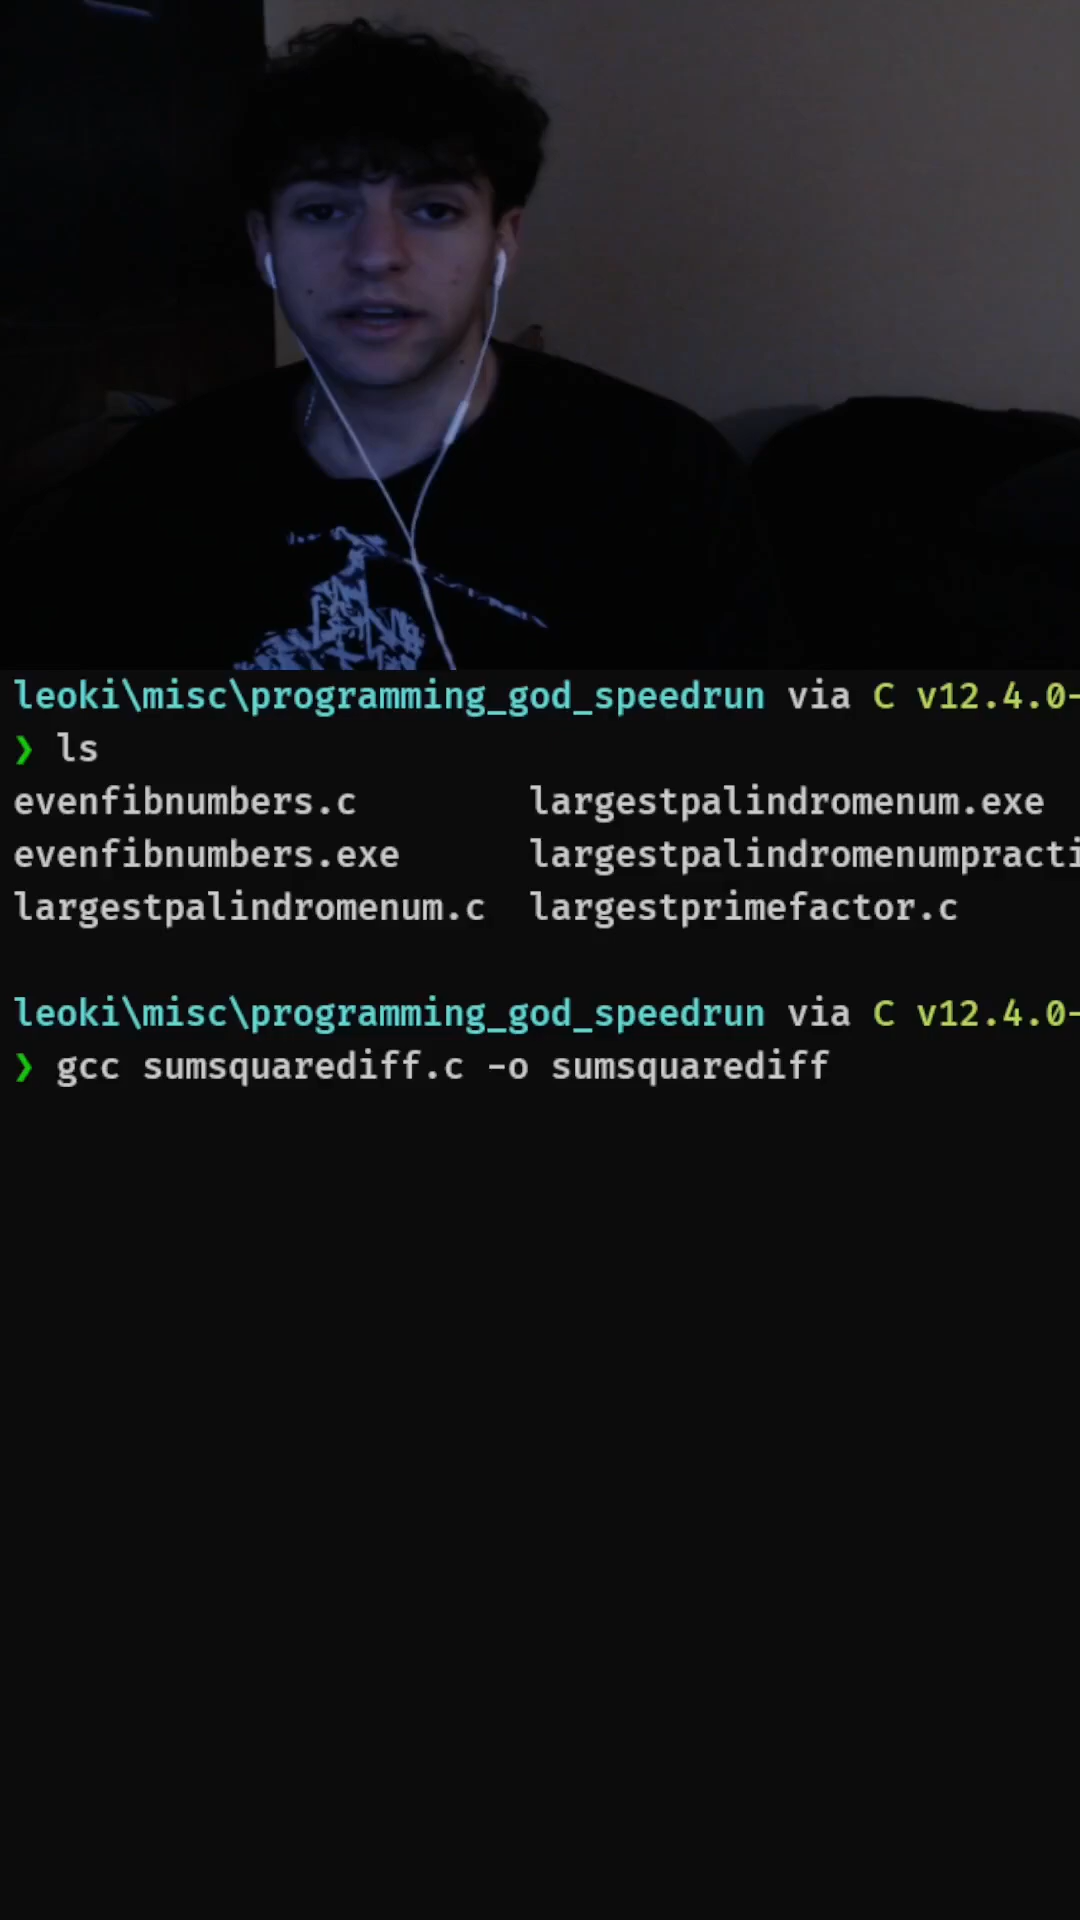 leoki\misc\programming_god_speedrun via C v12.4.0-
❯ ls
evenfibnumbers.c largestpalindromenum.exe
evenfibnumbers.exe largestpalindromenumpracti
largestpalindromenum.c largestprimefactor.c
leoki\misc\programming_god_speedrun via C v12.4.0-
❯ gcc sumsquarediff.c -o sumsquarediff